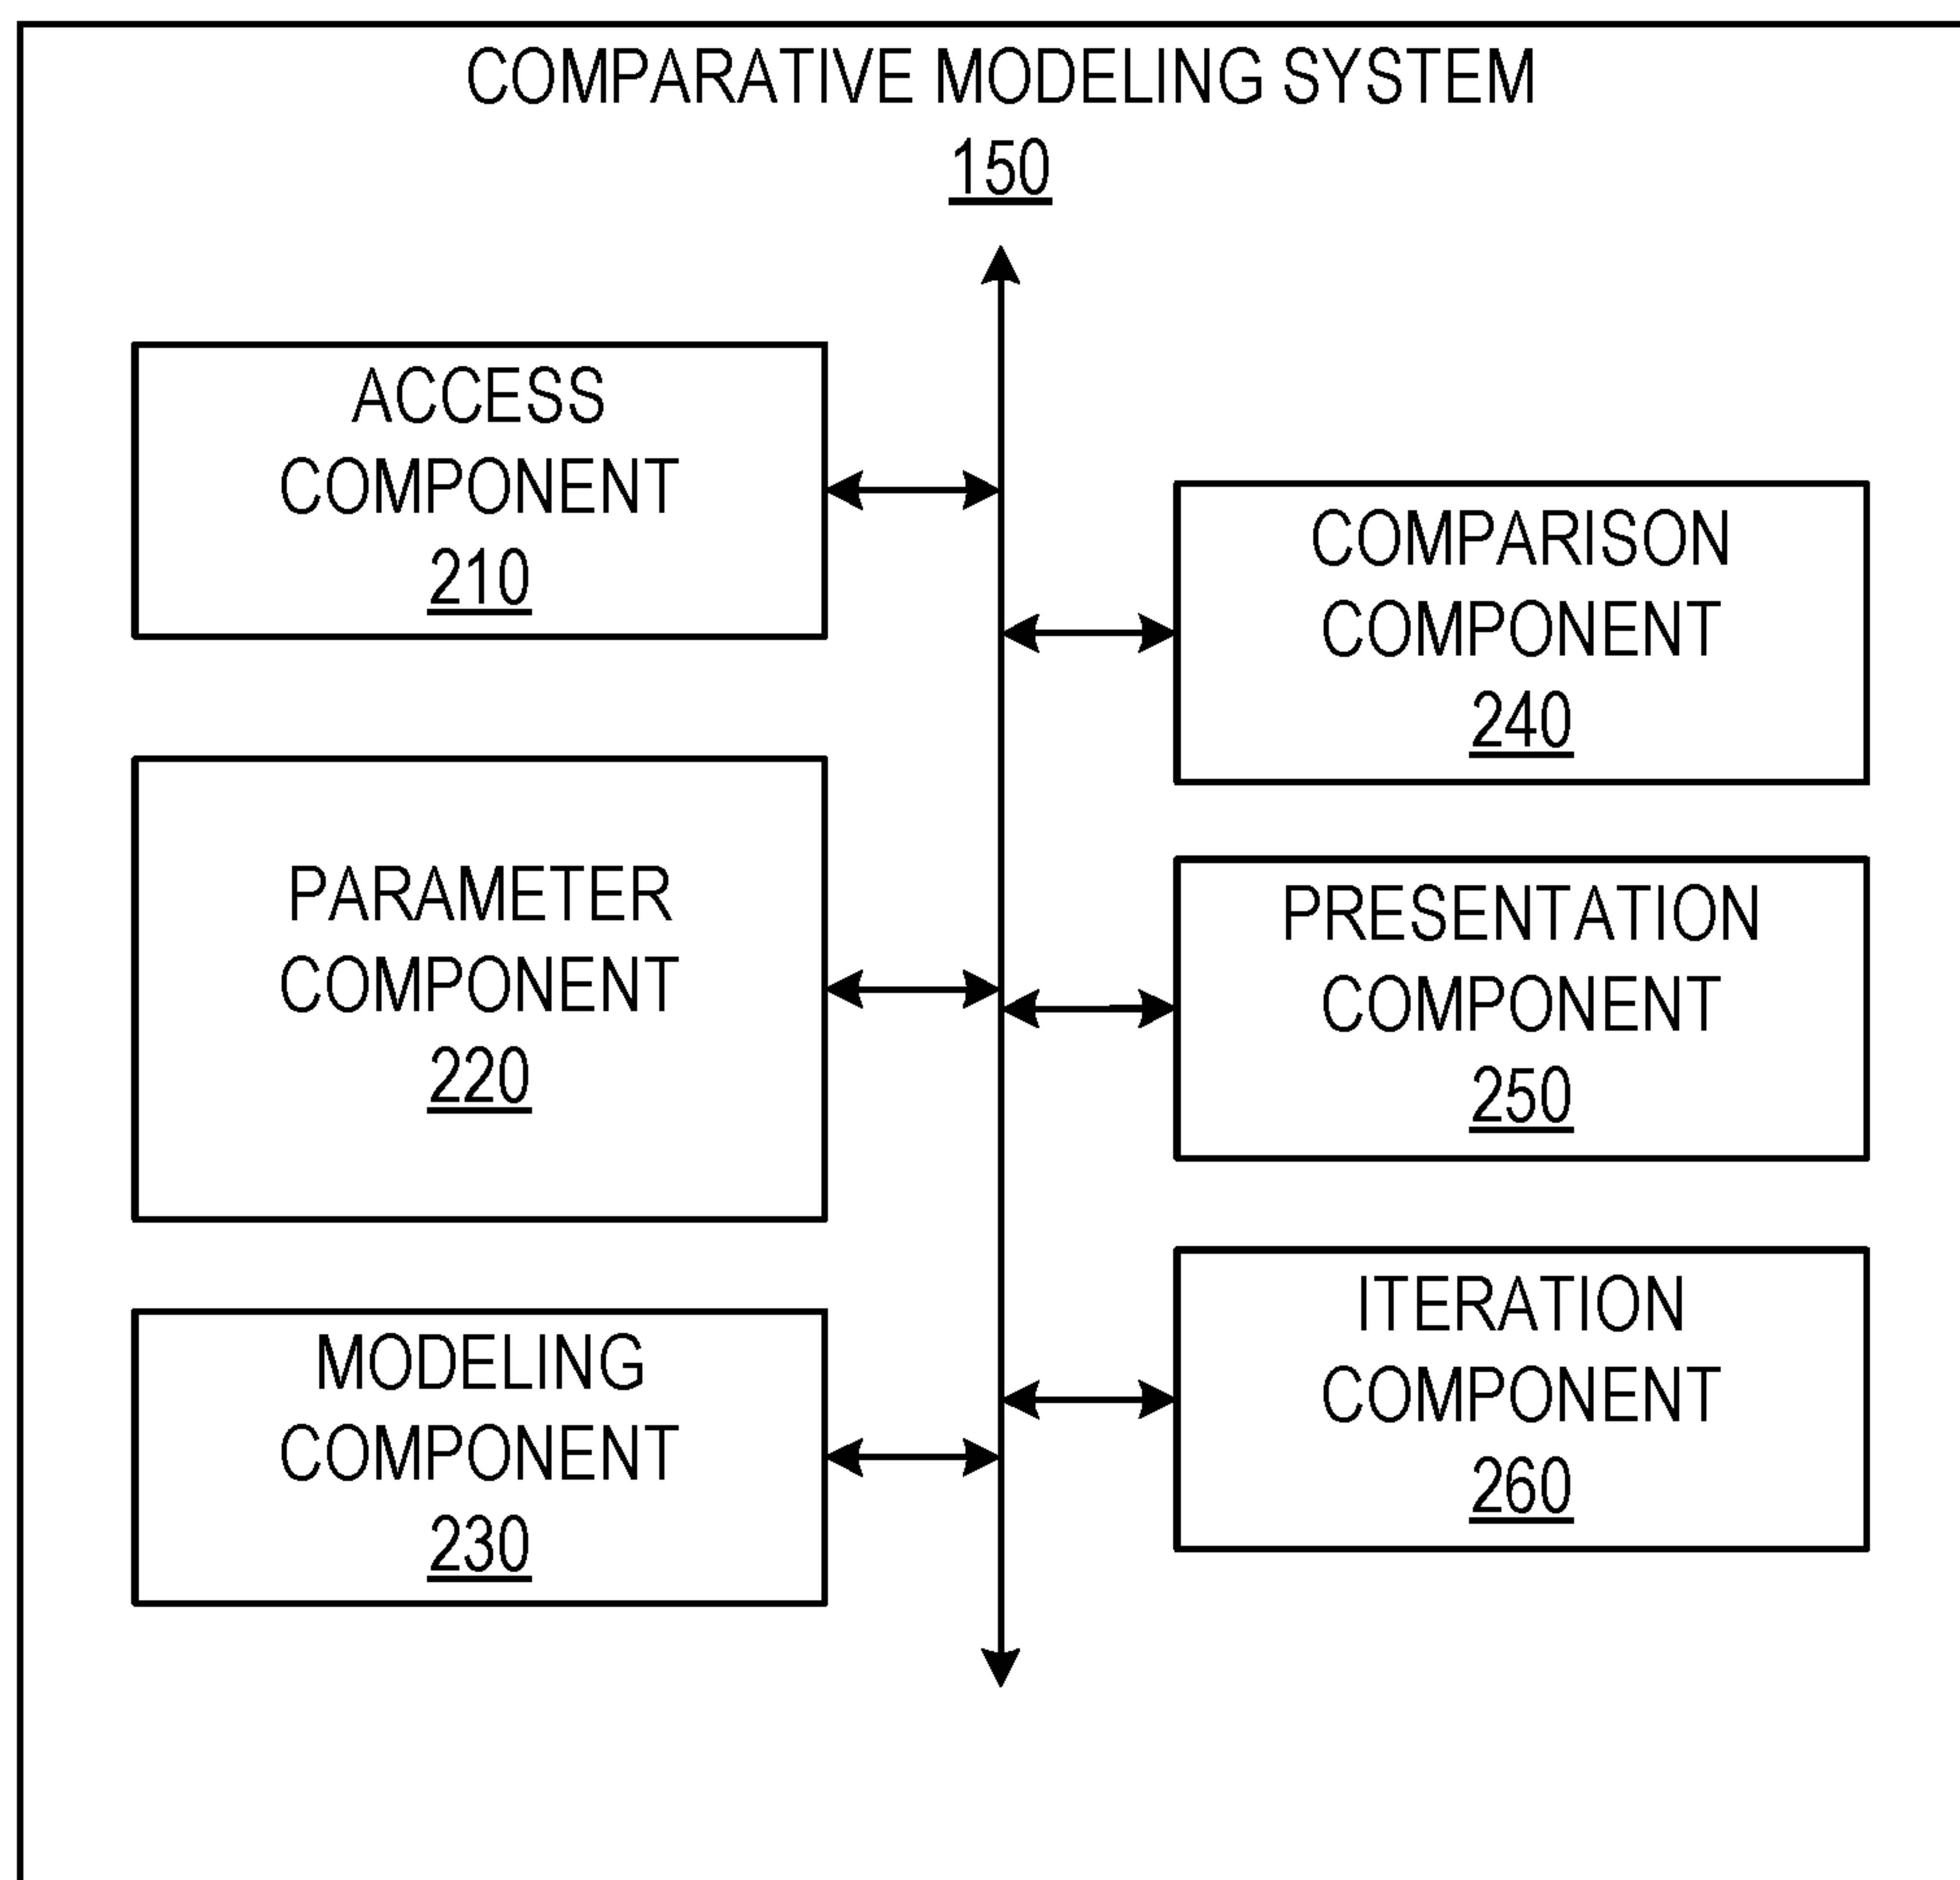 COMPARATIVE MODELING SYSTEM
150
ACCESS
COMPONENT
210
PARAMETER
COMPONENT
220
MODELING
COMPONENT
230
COMPARISON
COMPONENT
240
PRESENTATION
COMPONENT
250
ITERATION
COMPONENT
260